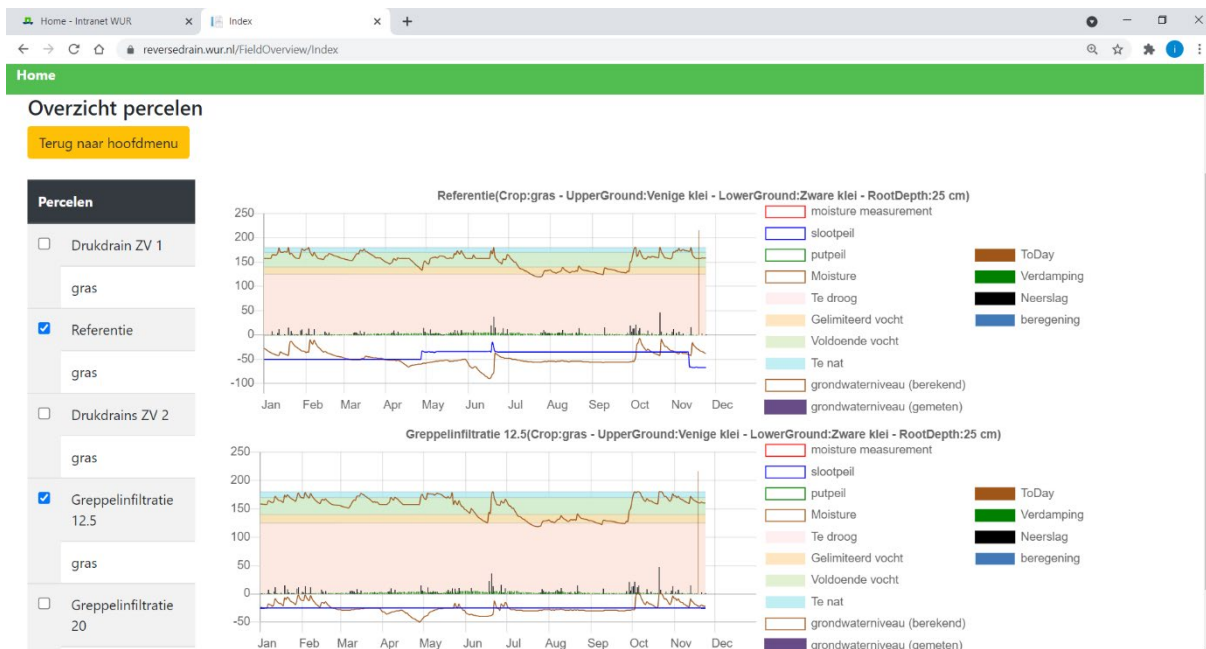 Home - Intranet WUR
Index
reversedrain.wur.nl/FieldOverview/Index
Home
Overzicht percelen
Terug naar hoofdmenu
Percelen
Drukdrain ZV 1
gras
Referentie
gras
Drukdrains ZV 2
gras
Greppelinfiltratie
12.5
gras
Greppelinfiltratie
20
Referentie(Crop:gras - UpperGround:Venige klei - LowerGround:Zware klei - RootDepth:25 cm)
250
200
150
100
50
0
-50
-100
Jan Feb Mar Apr May Jun Jul Aug Sep Oct Nov Dec
moisture measurement
slootpeil
putpeil
Moisture
Te droog
Gelimiteerd vocht
Voldoende vocht
Te nat
grondwaterniveau (berekend)
grondwaterniveau (gemeten)
ToDay
Verdamping
Neerslag
beregening
Greppelinfiltratie 12.5(Crop:gras - UpperGround:Venige klei - LowerGround:Zware klei - RootDepth:25 cm)
250
200
150
100
50
0
-50
Jan Feb Mar Apr May Jun Jul Aug Sep Oct Nov Dec
moisture measurement
slootpeil
putpeil
Moisture
Te droog
Gelimiteerd vocht
Voldoende vocht
Te nat
grondwaterniveau (berekend)
grondwaterniveau (gemeten)
ToDay
Verdamping
Neerslag
beregening